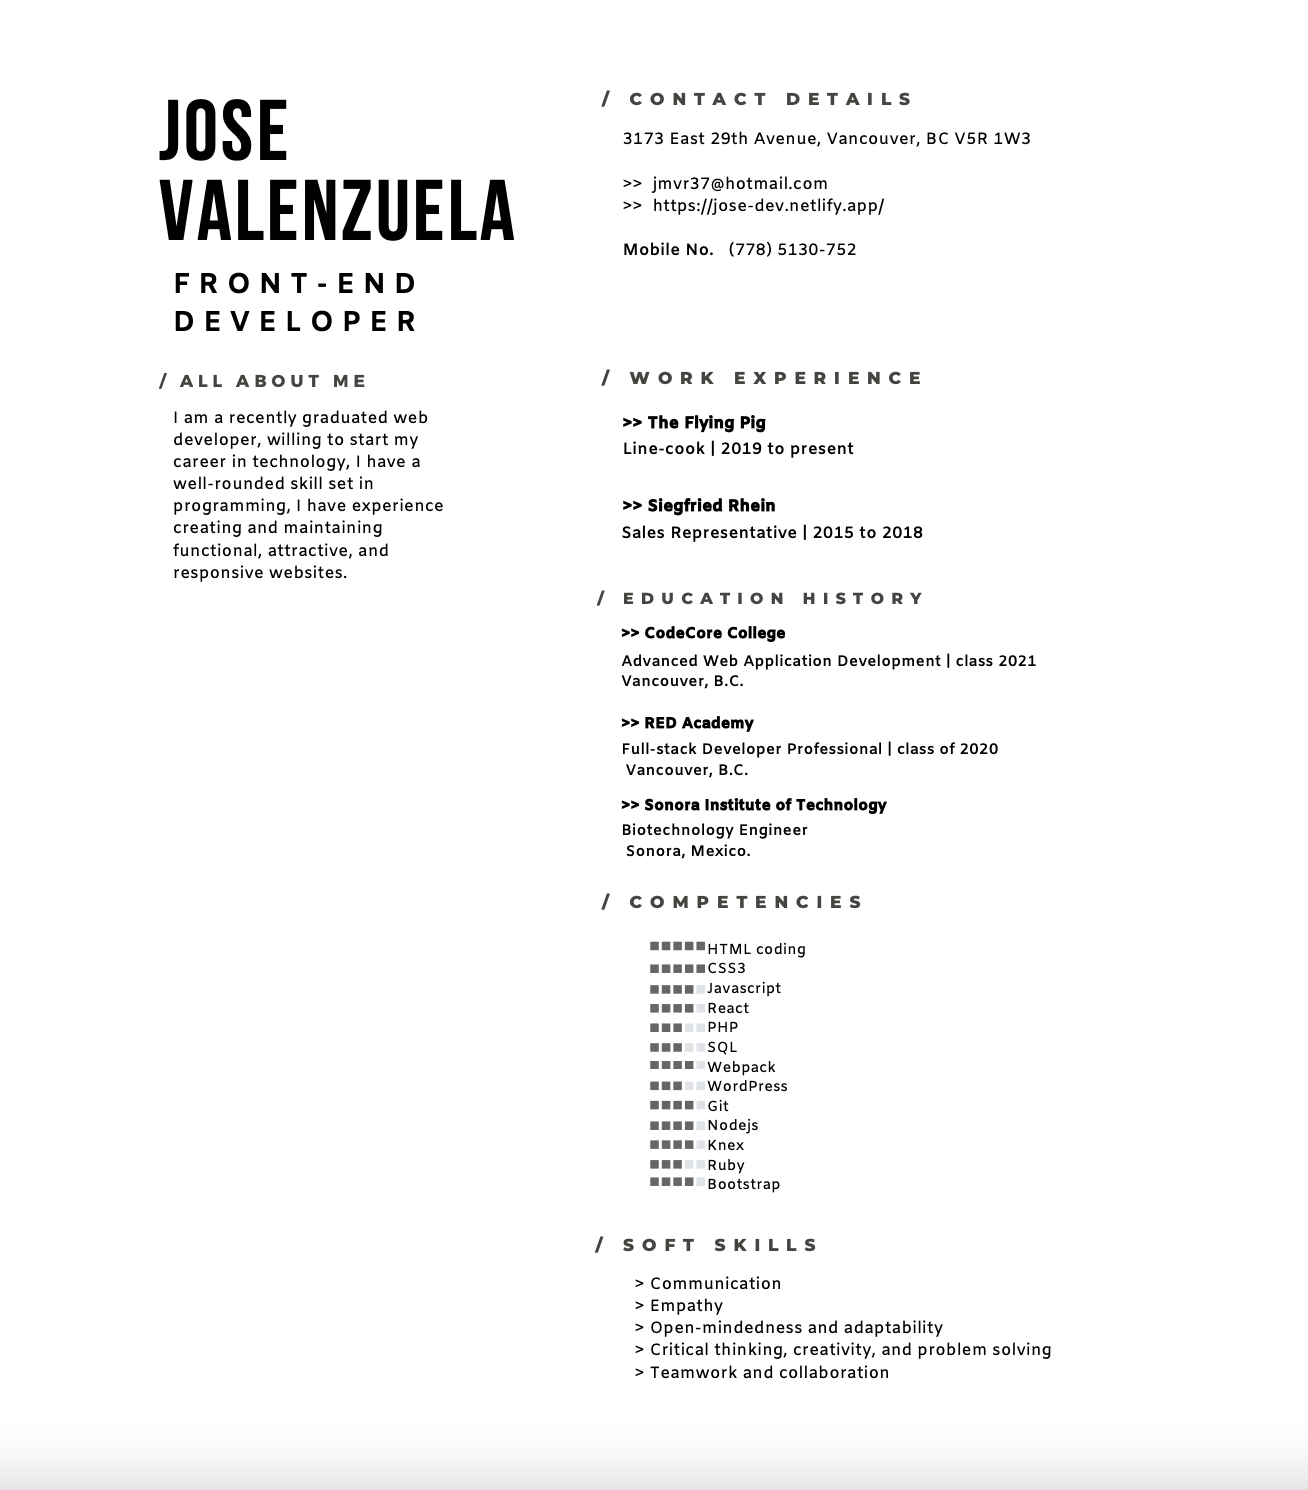 JOSE
VALENZUELA
FRONT-END
DEVELOPER
/ ALL ABOUT ME
I am a recently graduated web
developer, willing to start my
career in technology, I have a
well-rounded skill set in
programming, I have experience
creating and maintaining
functional, attractive, and
responsive websites.
/ CONTACT DETAILS
3173 East 29th Avenue, Vancouver, BC V5R 1W3
>> jmvr37@hotmail.com
>> https://jose-dev.netlify.app/
Mobile No. (778) 5130-752
/ WORK EXPERIENCE
>> The Flying Pig
Line-cook | 2019 to present
>> Siegfried Rhein
Sales Representative | 2015 to 2018
/ EDUCATION HISTORY
>> CodeCore College
Advanced Web Application Development | class 2021
Vancouver, B.C.
>> RED Academy
Full-stack Developer Professional | class of 2020
Vancouver, B.C.
>> Sonora Institute of Technology
Biotechnology Engineer
Sonora, Mexico.
/ COMPETENCIES
HTML coding
CSS3
Javascript
React
PHP
SQL
Webpack
WordPress
Git
Nodejs
Knex
Ruby
Bootstrap
/ SOFT SKILLS
> Communication
> Empathy
> Open-mindedness and adaptability
> Critical thinking, creativity, and problem solving
> Teamwork and collaboration